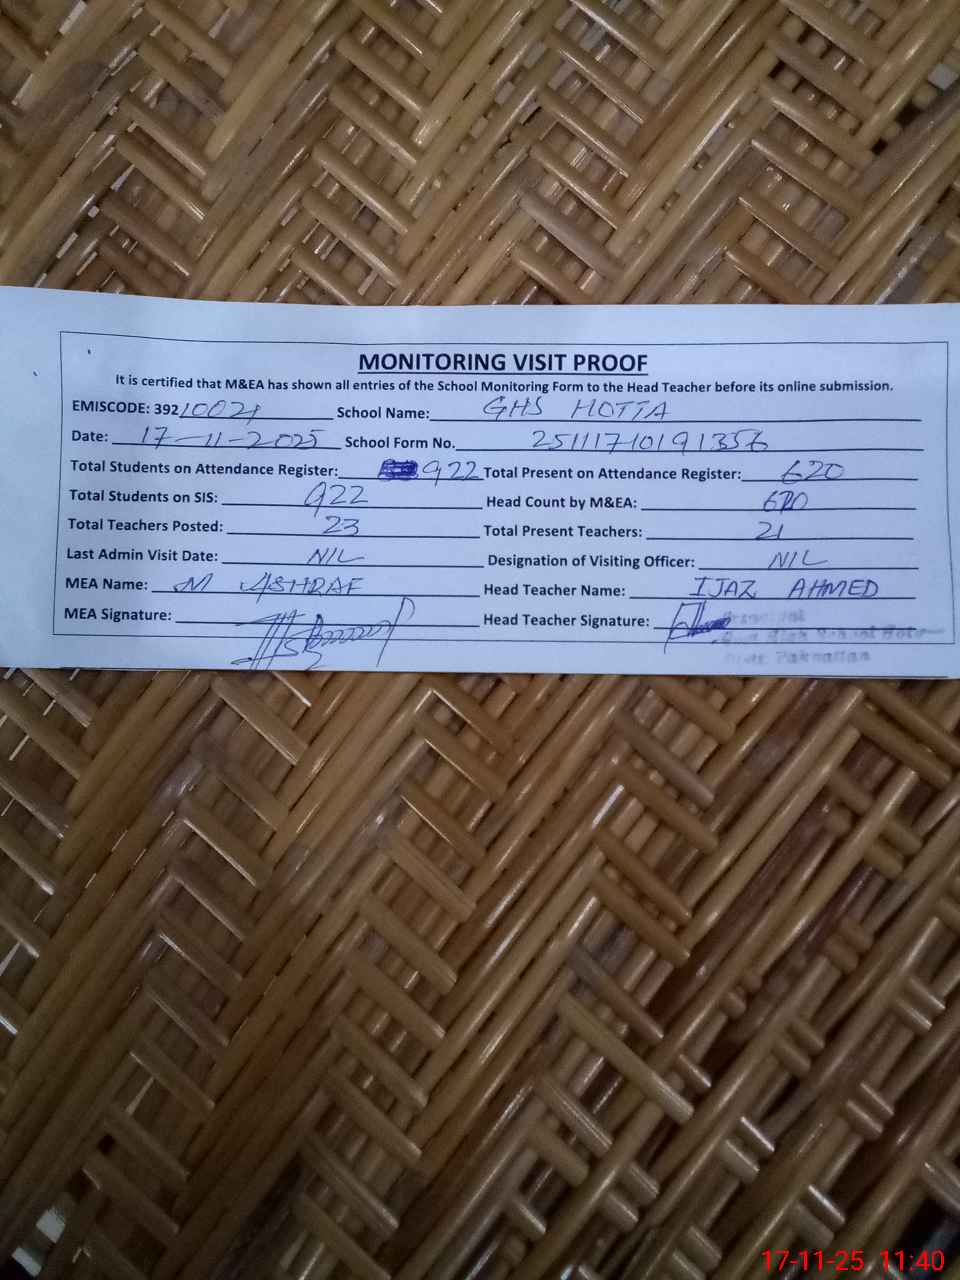 MONITORING VISIT PROOF
It is certified that M&EA has shown all entries of the School Monitoring Form to the Head Teacher before its online submission.
EMISCODE: 39210021 School Name: GHS HOTTA
Date: 17-11-2025 School Form No. 25111710191356
Total Students on Attendance Register: 922 Total Present on Attendance Register: 620
Total Students on SIS: 922 Head Count by M&EA: 620
Total Teachers Posted: 23 Total Present Teachers: 21
Last Admin Visit Date: NIL Designation of Visiting Officer: NIL
MEA Name: M ASHRAF Head Teacher Name: IJAZ AHMED
MEA Signature: Head Teacher Signature:
Principal
High School
Pakpattan
17-11-25 11:40